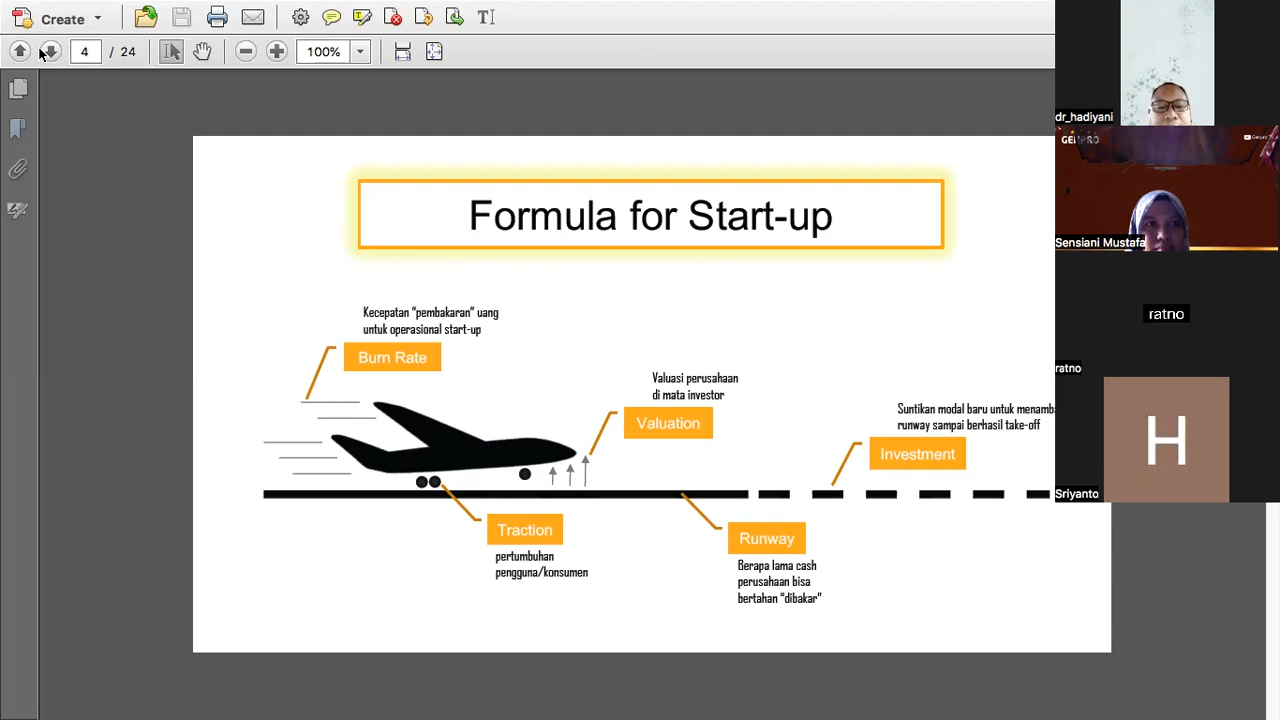 Create
4 / 24
100%
dr_hadiyani
GENPRO
Sensiani Mustafa
ratno
ratno
H
Sriyanto
Formula for Start-up
Kecepatan "pembakaran" uang
untuk operasional start-up
Burn Rate
Valuasi perusahaan
di mata investor
Valuation
Suntikan modal baru untuk menamba
runway sampai berhasil take-off
Investment
Traction
pertumbuhan
pengguna/konsumen
Runway
Berapa lama cash
perusahaan bisa
bertahan "dibakar"